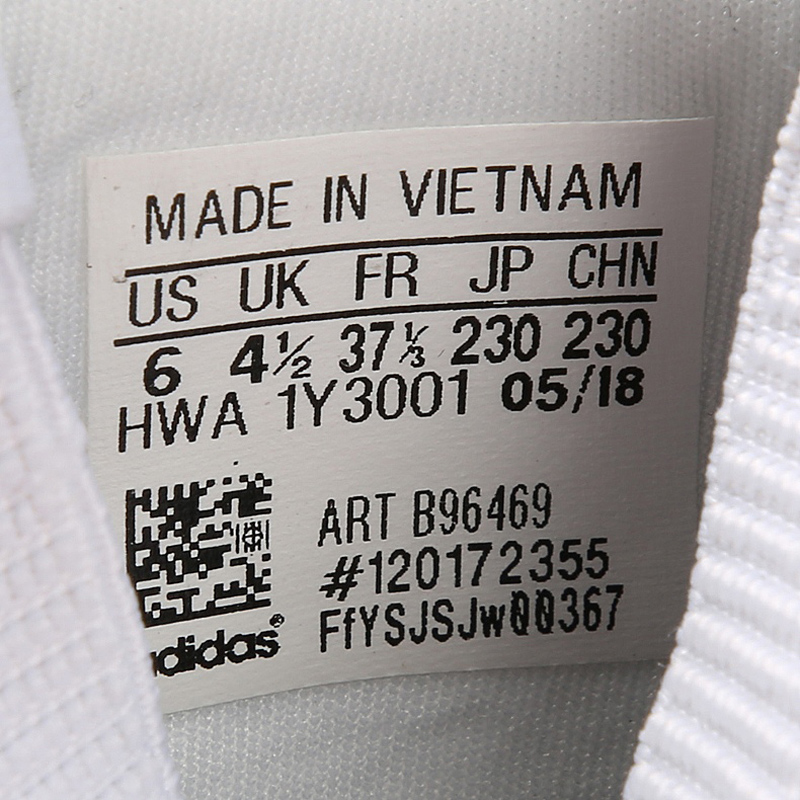 MADE IN VIETNAM
US UK FR JP CHN
6 4½ 37⅓ 230 230
HWA 1Y3001 05/18
ART B96469
#120172355
FfYSJSJw00367
adidas®